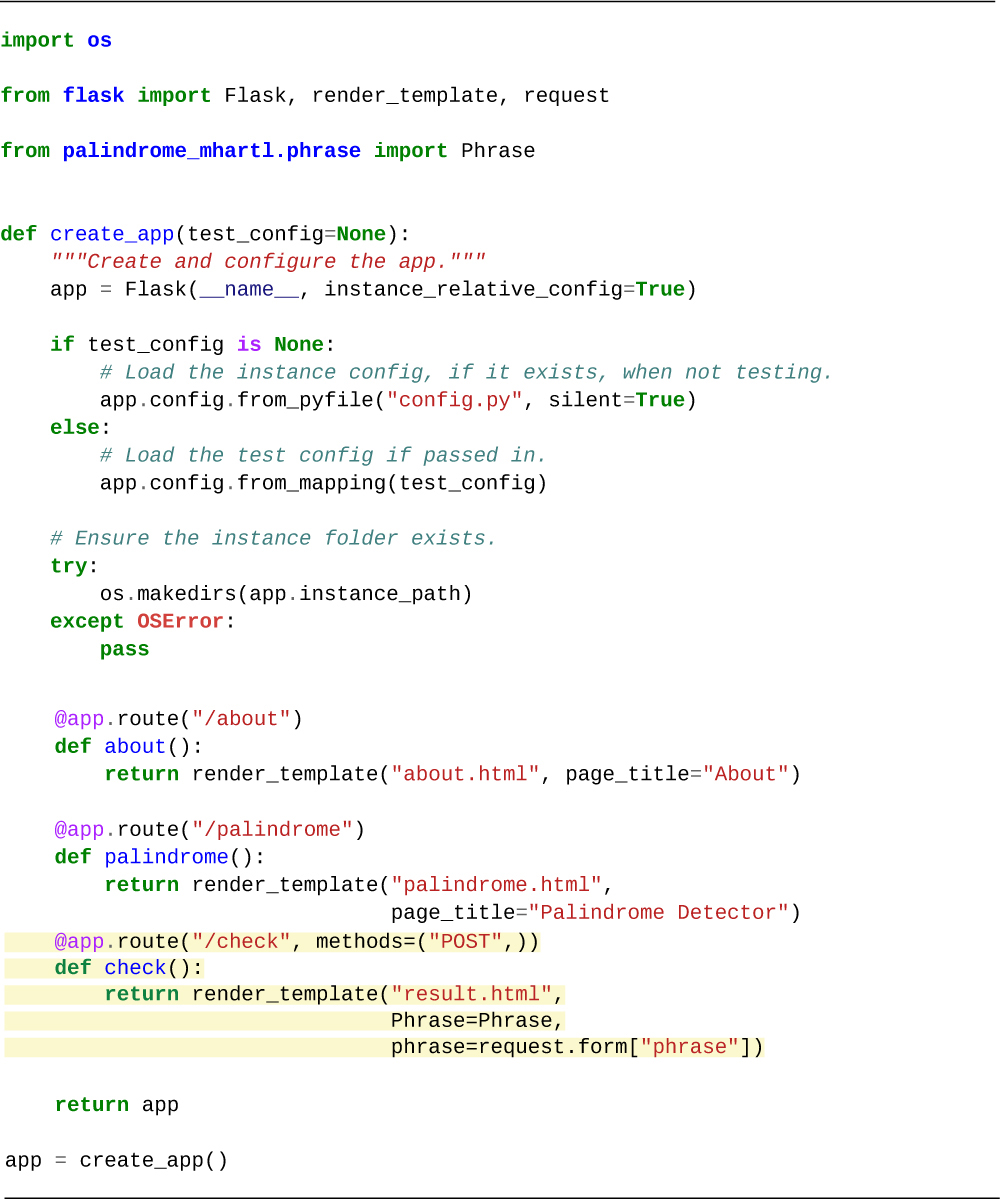 import os

from flask import Flask, render_template, request

from palindrome_mhartl.phrase import Phrase


def create_app(test_config=None):
    """Create and configure the app."""
    app = Flask(__name__, instance_relative_config=True)

    if test_config is None:
        # Load the instance config, if it exists, when not testing.
        app.config.from_pyfile("config.py", silent=True)
    else:
        # Load the test config if passed in.
        app.config.from_mapping(test_config)

    # Ensure the instance folder exists.
    try:
        os.makedirs(app.instance_path)
    except OSError:
        pass


    @app.route("/about")
    def about():
        return render_template("about.html", page_title="About")

    @app.route("/palindrome")
    def palindrome():
        return render_template("palindrome.html",
                               page_title="Palindrome Detector")
    @app.route("/check", methods=("POST",))
    def check():
        return render_template("result.html",
                               Phrase=Phrase,
                               phrase=request.form["phrase"])

    return app

app = create_app()